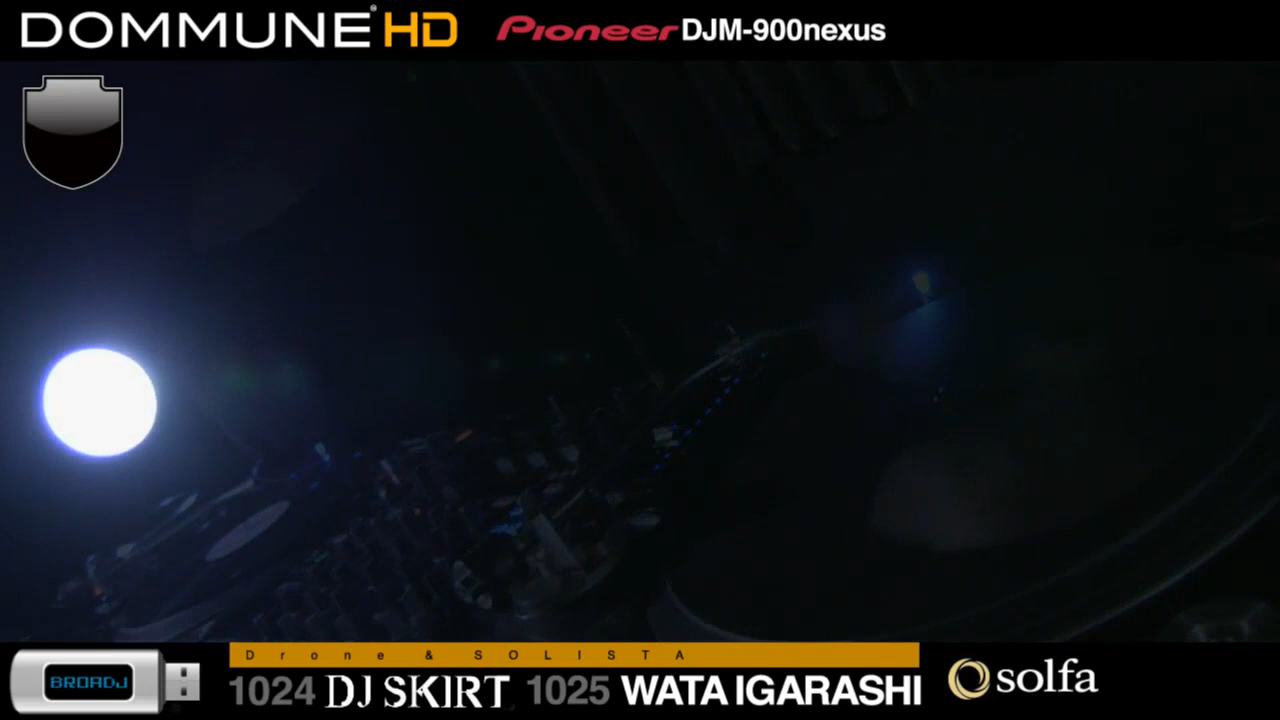 DOMMUNE HD Pioneer DJM-900nexus
Drone & SOLISTA
BROADJ 1024 DJ SKIRT 1025 WATA IGARASHI solfa